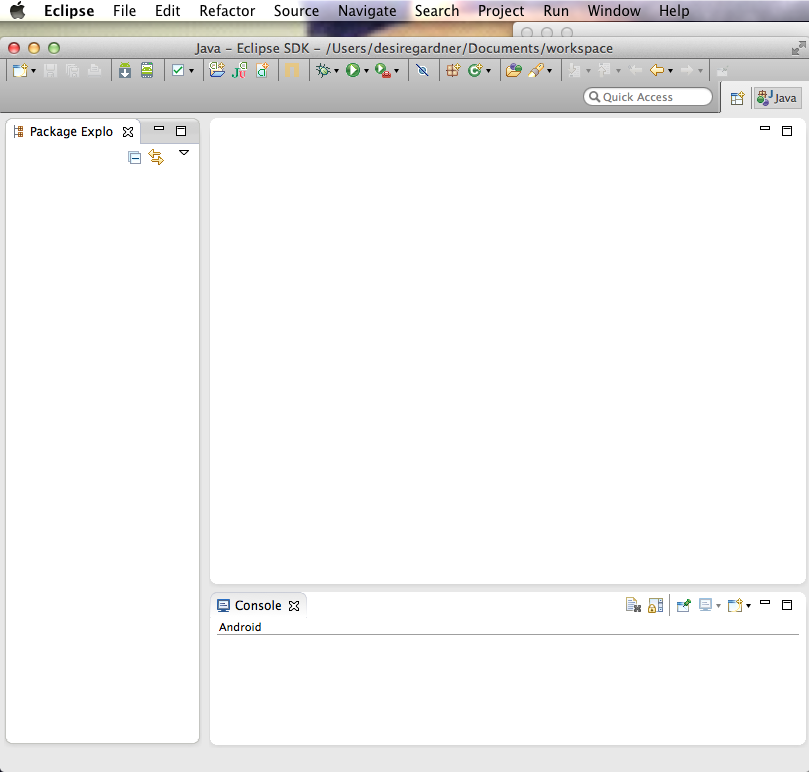 Eclipse File Edit Refactor Source Navigate Search Project Run Window Help
Java – Eclipse SDK – /Users/desiregardner/Documents/workspace
Quick Access
Java
Package Explo
Console
Android